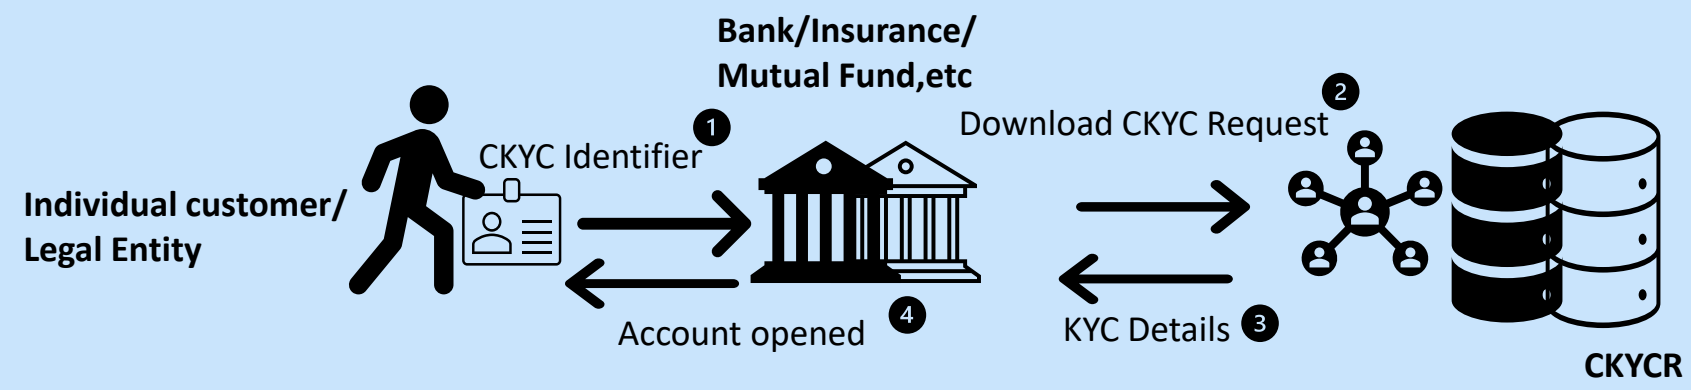 Bank/Insurance/
Mutual Fund,etc
CKYC Identifier 1
Download CKYC Request 2
Individual customer/
Legal Entity
Account opened 4
KYC Details 3
CKYCR